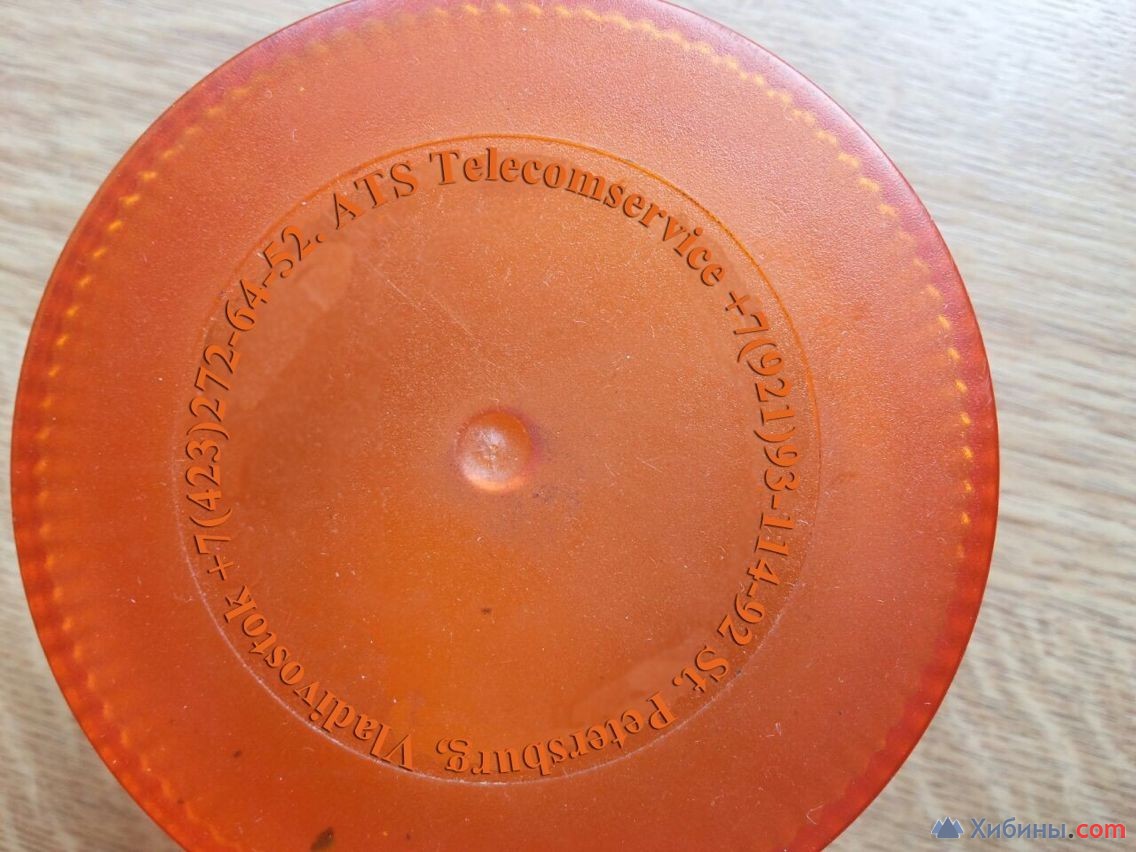 ATS Telecomservice +7(921)93-114-92 St. Petersburg, Vladivostok +7(423)272-64-52.
Хибины.com